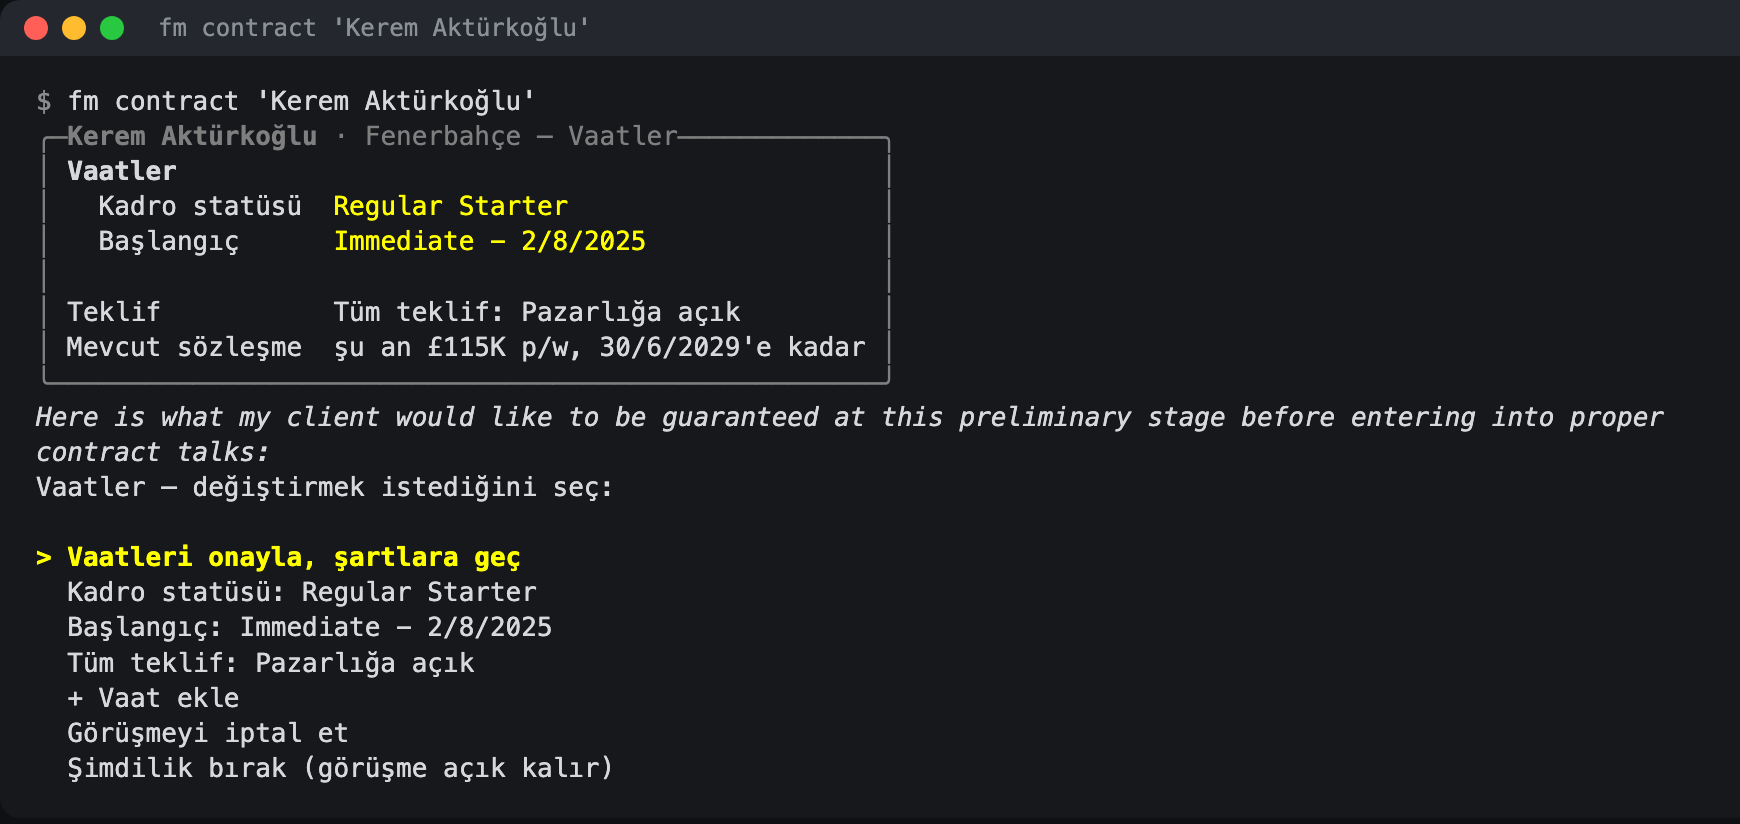 fm contract 'Kerem Aktürkoğlu'
$ fm contract 'Kerem Aktürkoğlu'
Kerem Aktürkoğlu · Fenerbahçe — Vaatler
Vaatler
Kadro statüsü Regular Starter
Başlangıç Immediate - 2/8/2025
Teklif Tüm teklif: Pazarlığa açık
Mevcut sözleşme şu an £115K p/w, 30/6/2029'e kadar
Here is what my client would like to be guaranteed at this preliminary stage before entering into proper
contract talks:
Vaatler — değiştirmek istediğini seç:
> Vaatleri onayla, şartlara geç
Kadro statüsü: Regular Starter
Başlangıç: Immediate - 2/8/2025
Tüm teklif: Pazarlığa açık
+ Vaat ekle
Görüşmeyi iptal et
Şimdilik bırak (görüşme açık kalır)